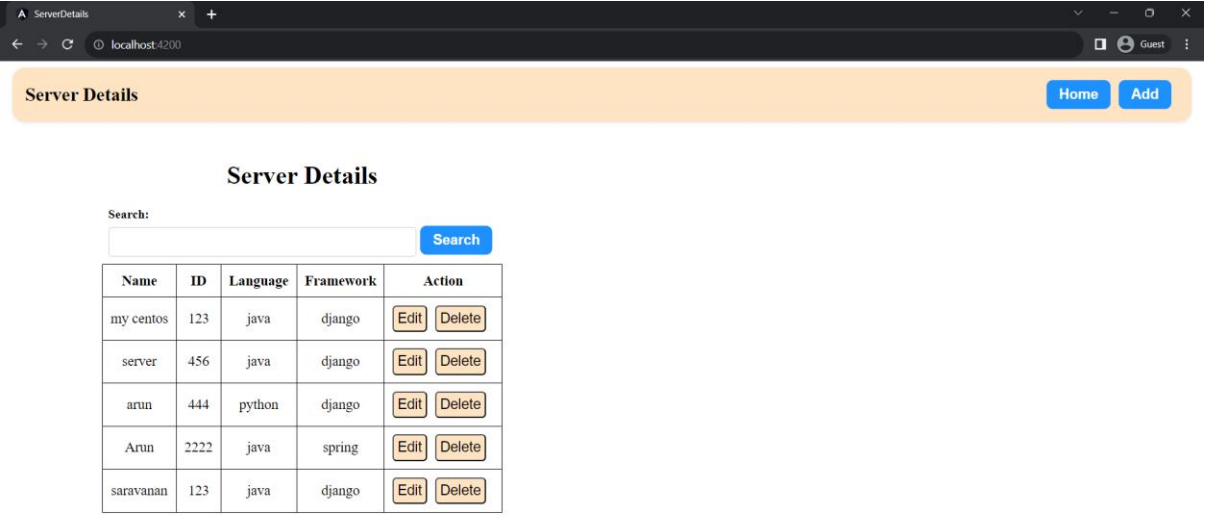 ServerDetails
localhost:4200
Guest
Server Details Home Add
Server Details
Search:
Search
Name ID Language Framework Action
my centos 123 java django Edit Delete
server 456 java django Edit Delete
arun 444 python django Edit Delete
Arun 2222 java spring Edit Delete
saravanan 123 java django Edit Delete